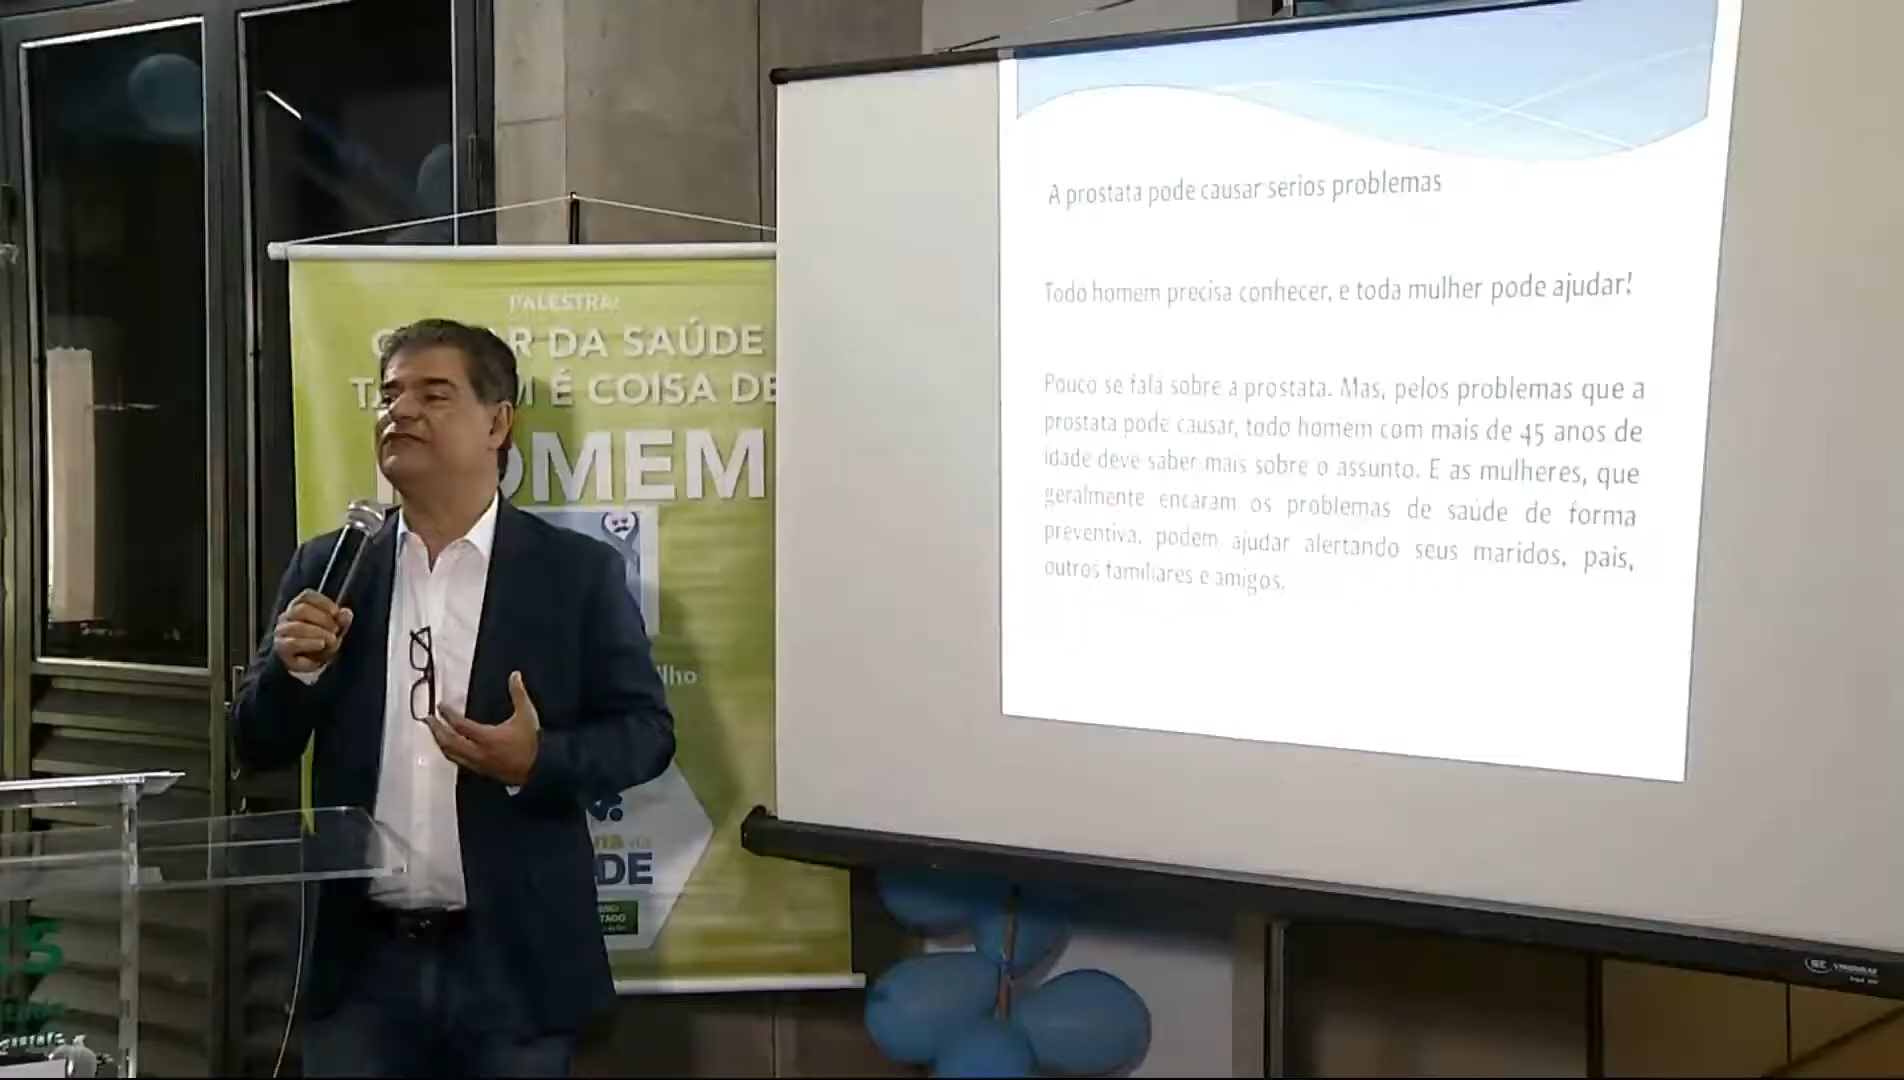 PALESTRA:
DA SAÚDE
É COISA DE
HOMEM
lho
DE
A prostata pode causar serios problemas
Todo homem precisa conhecer, e toda mulher pode ajudar!
Pouco se fala sobre a prostata. Mas, pelos problemas que a
prostata pode causar, todo homem com mais de 45 anos de
idade deve saber mais sobre o assunto. E as mulheres, que
geralmente encaram os problemas de saúde de forma
preventiva, podem ajudar alertando seus maridos, pais,
outros familiares e amigos.